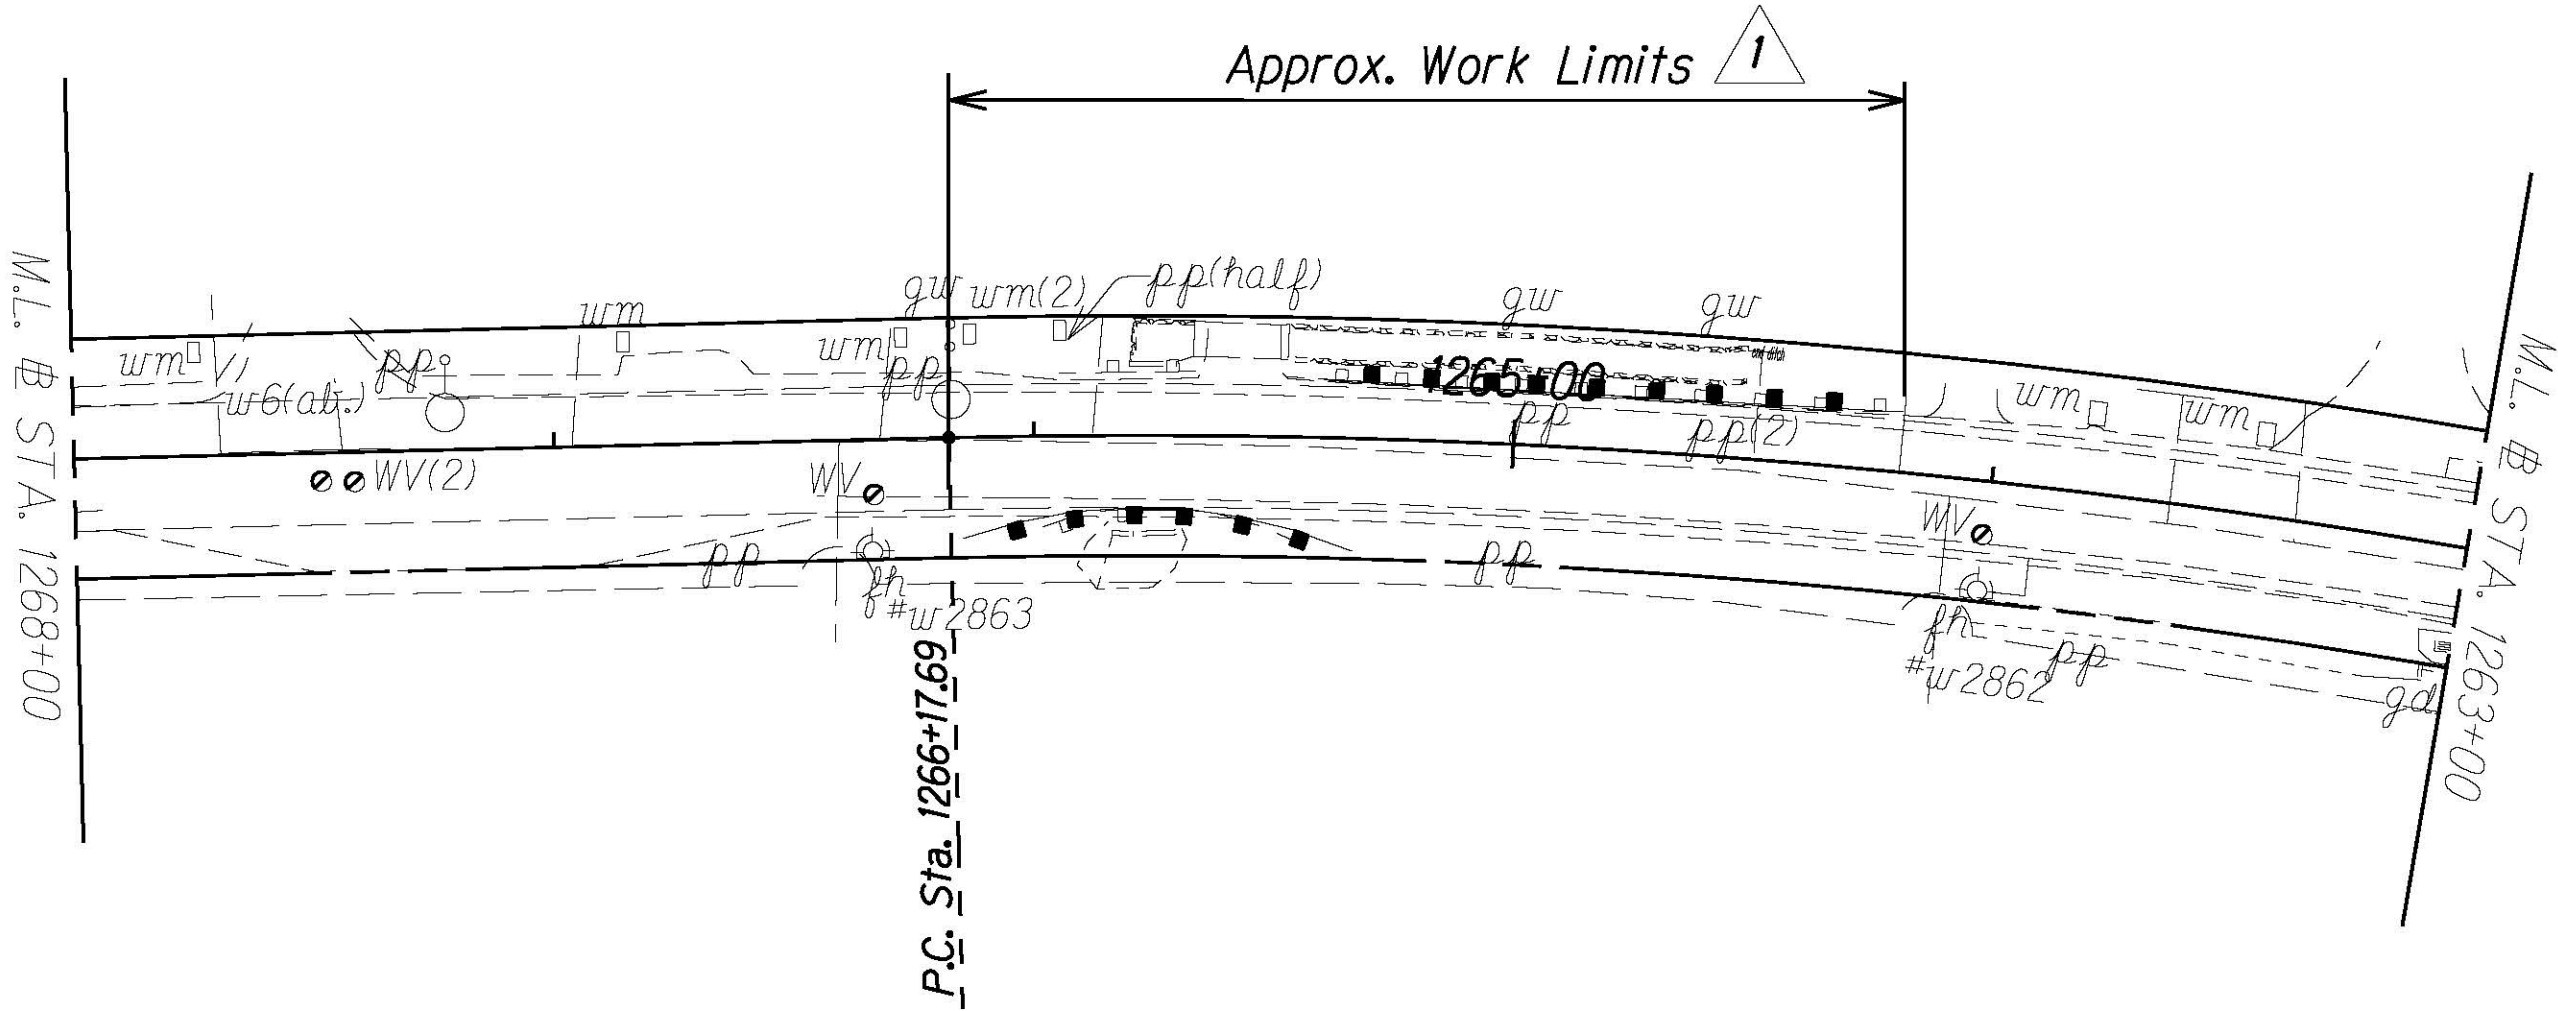 Approx. Work Limits 1
M.L. B STA. 1268+00
wm
w6(alt.)
pp
wm
wm
gw
pp
wm(2)
pp(half)
gw
gw
1265+00
pp
pp(2)
wm
wm
WV(2)
WV
pp
fh
#w2863
pp
WV
fh
#w2862
pp
gd
P.C. Sta. 1266+17.69
M.L. B STA. 1263+00